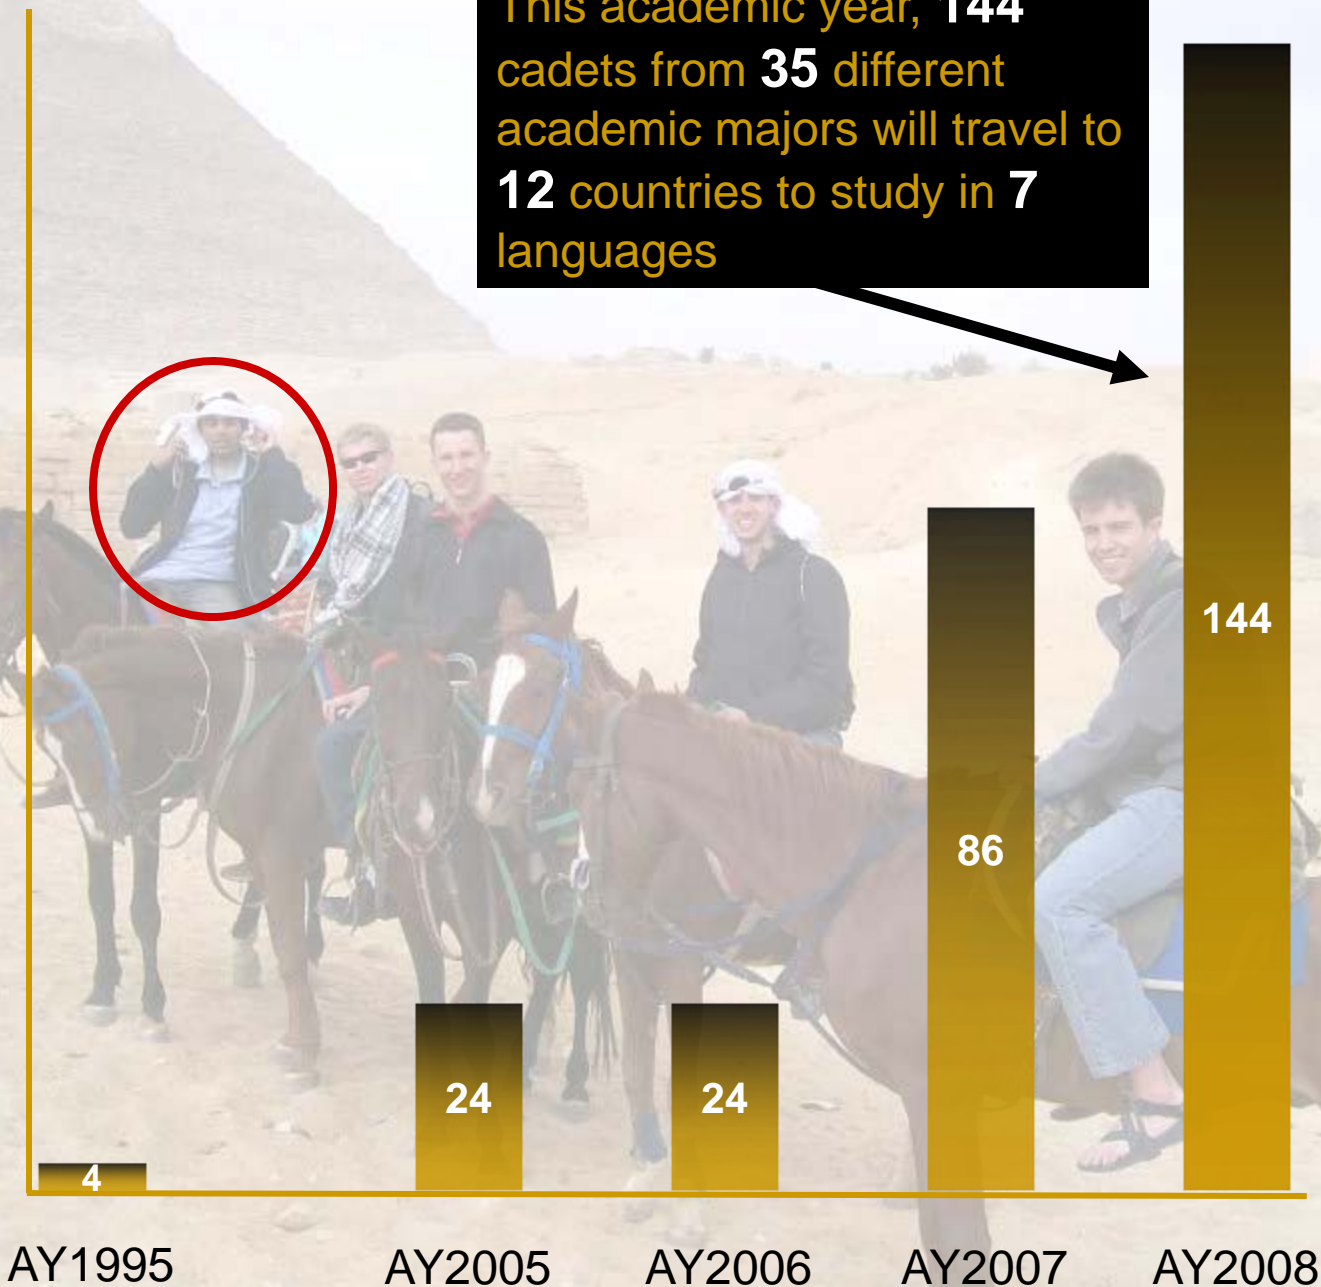 This academic year, 144
cadets from 35 different
academic majors will travel to
12 countries to study in 7
languages
144
86
24
24
4
AY1995
AY2005
AY2006
AY2007
AY2008